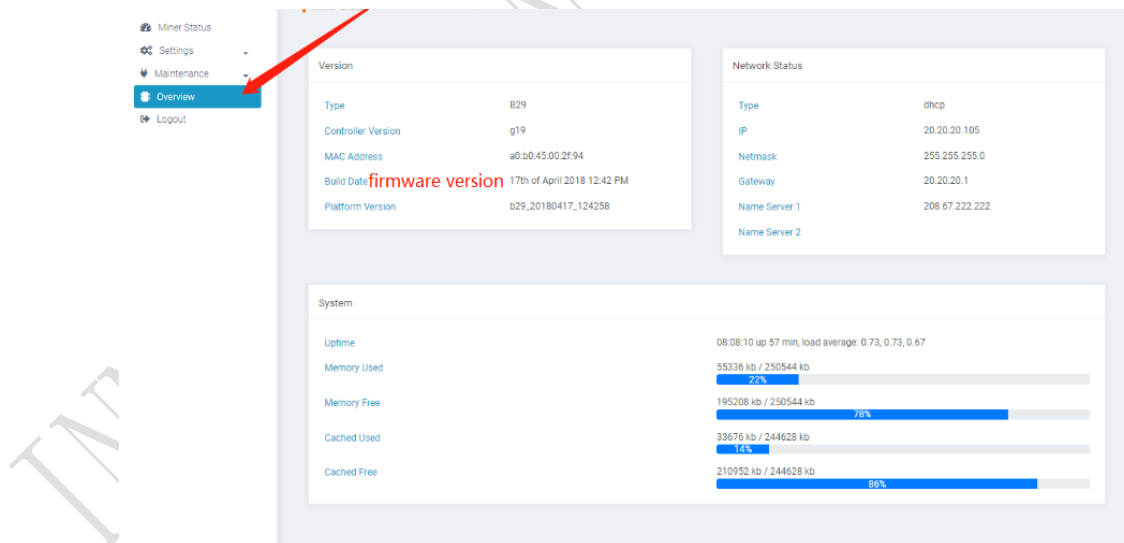 Miner Status
Settings
Maintenance
Overview
Logout
Version
Type B29
Controller Version g19
MAC Address a0:b0:45:00:2f:94
Build Date firmware version 17th of April 2018 12:42 PM
Platform Version b29_20180417_124258
Network Status
Type dhcp
IP 20.20.20.105
Netmask 255.255.255.0
Gateway 20.20.20.1
Name Server 1 208.67.222.222
Name Server 2
System
Uptime 08:08:10 up 57 min, load average: 0.73, 0.73, 0.67
Memory Used 55336 kb / 250544 kb
22%
Memory Free 195208 kb / 250544 kb
78%
Cached Used 33676 kb / 244628 kb
14%
Cached Free 210952 kb / 244628 kb
86%